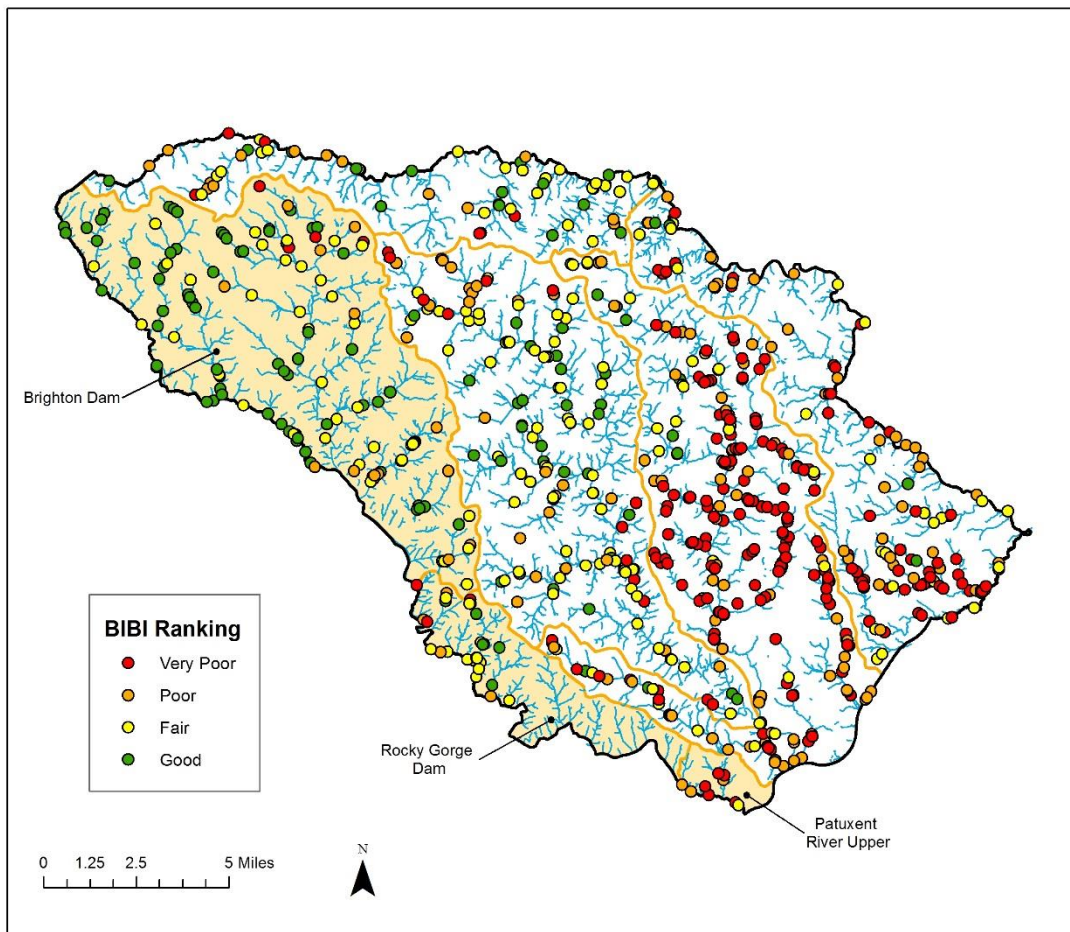 Brighton Dam
BIBI Ranking
Very Poor
Poor
Fair
Good
Rocky Gorge
Dam
Patuxent
River Upper
N
0 1.25 2.5 5 Miles